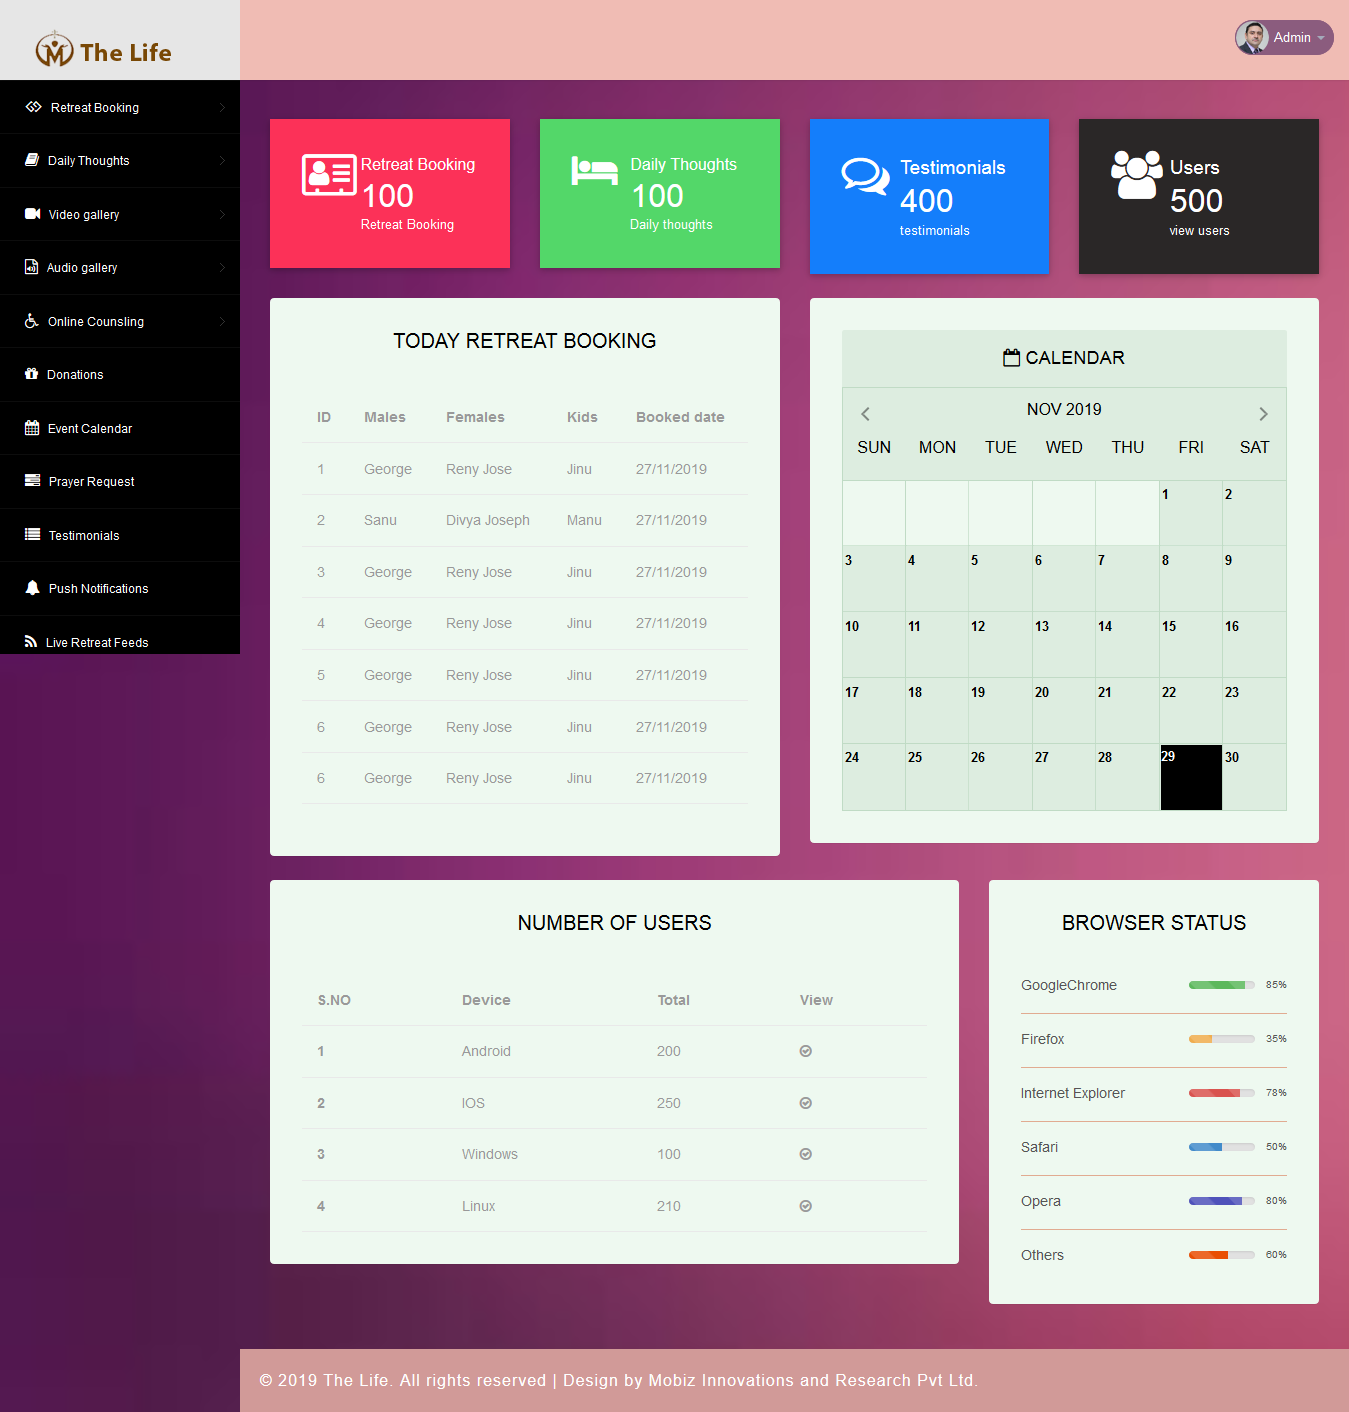 The Life
Admin
Retreat Booking
Daily Thoughts
Video gallery
Audio gallery
Online Counsling
Donations
Event Calendar
Prayer Request
Testimonials
Push Notifications
Live Retreat Feeds
Retreat Booking
100
Retreat Booking
Daily Thoughts
100
Daily thoughts
Testimonials
400
testimonials
Users
500
view users
TODAY RETREAT BOOKING
ID Males Females Kids Booked date
1 George Reny Jose Jinu 27/11/2019
2 Sanu Divya Joseph Manu 27/11/2019
3 George Reny Jose Jinu 27/11/2019
4 George Reny Jose Jinu 27/11/2019
5 George Reny Jose Jinu 27/11/2019
6 George Reny Jose Jinu 27/11/2019
6 George Reny Jose Jinu 27/11/2019
CALENDAR
NOV 2019
SUN MON TUE WED THU FRI SAT
1 2
3 4 5 6 7 8 9
10 11 12 13 14 15 16
17 18 19 20 21 22 23
24 25 26 27 28 29 30
NUMBER OF USERS
S.NO Device Total View
1 Android 200
2 IOS 250
3 Windows 100
4 Linux 210
BROWSER STATUS
GoogleChrome 85%
Firefox 35%
Internet Explorer 78%
Safari 50%
Opera 80%
Others 60%
© 2019 The Life. All rights reserved | Design by Mobiz Innovations and Research Pvt Ltd.